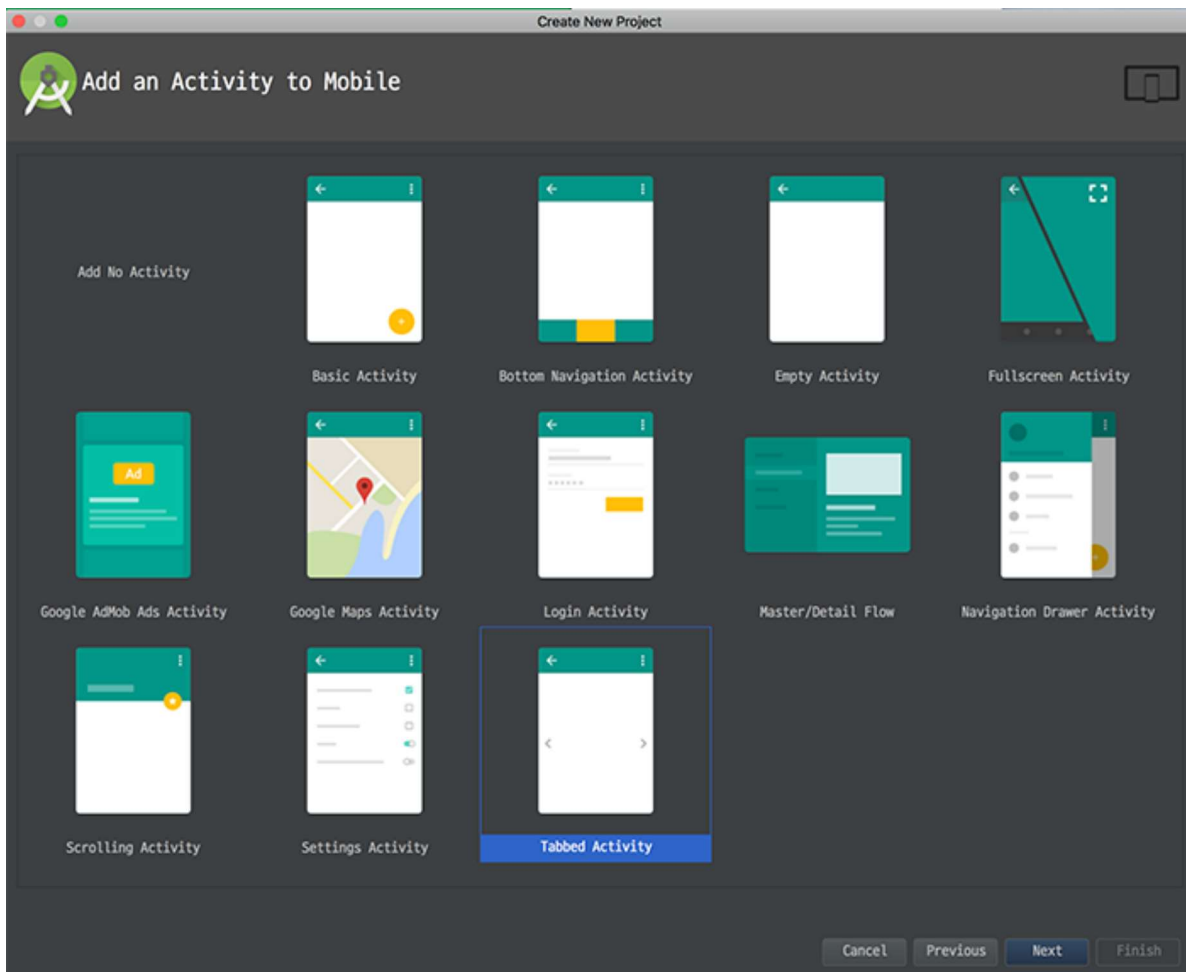 Create New Project
Add an Activity to Mobile
Add No Activity
Basic Activity
Bottom Navigation Activity
Empty Activity
Fullscreen Activity
Ad
Google AdMob Ads Activity
Google Maps Activity
Login Activity
Master/Detail Flow
Navigation Drawer Activity
Scrolling Activity
Settings Activity
Tabbed Activity
Cancel
Previous
Next
Finish